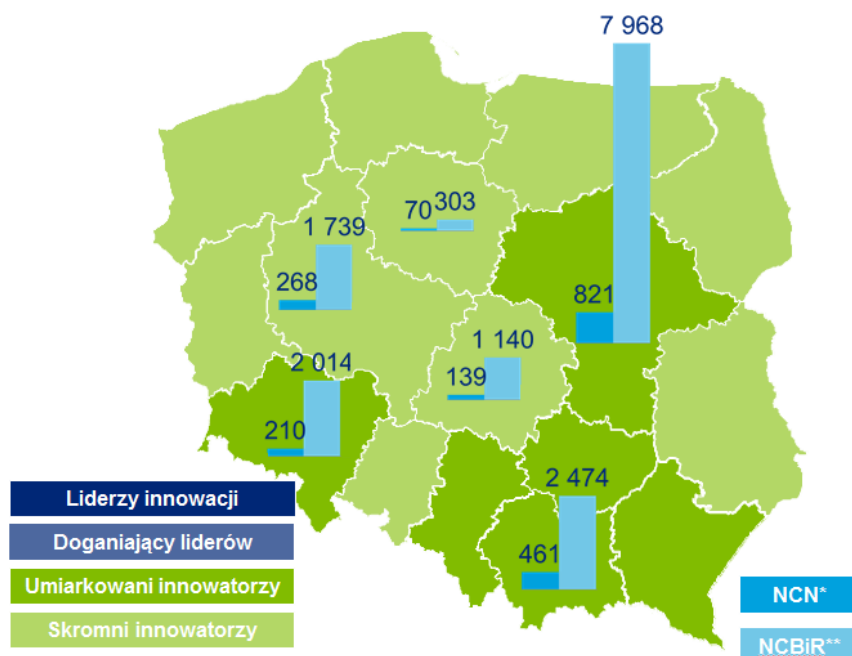 7 968
70
303
1 739
268
821
1 140
139
2 014
210
2 474
461
Liderzy innowacji
Doganiający liderów
Umiarkowani innowatorzy
Skromni innowatorzy
NCN*
NCBiR**